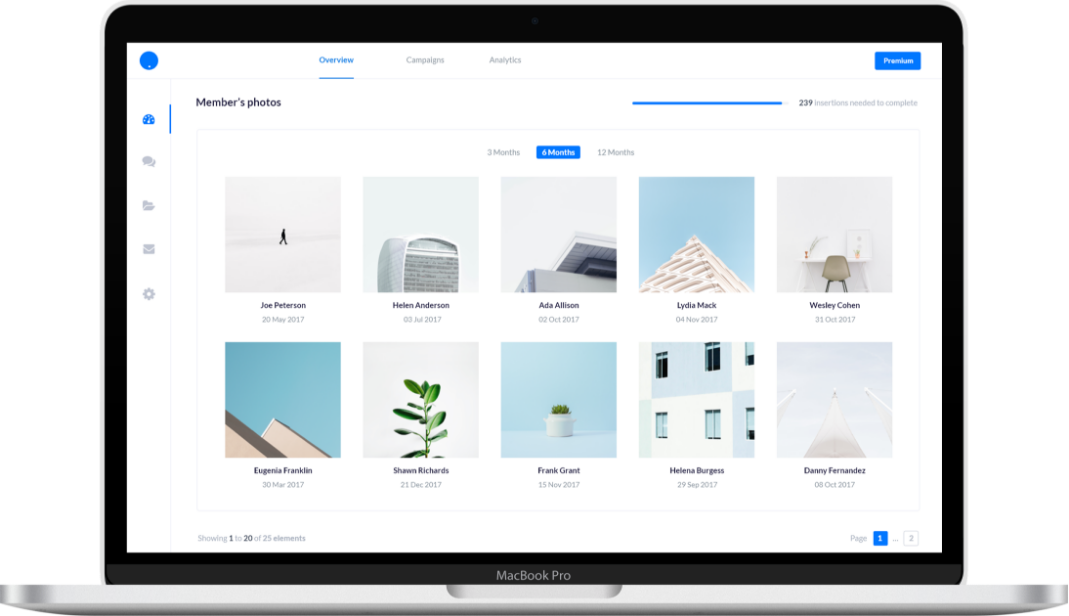 Overview Campaigns Analytics Premium
Member's photos 239 insertions needed to complete
3 Months 6 Months 12 Months
Joe Peterson Helen Anderson Ada Allison Lydia Mack Wesley Cohen
20 May 2017 03 Jul 2017 02 Oct 2017 04 Nov 2017 31 Oct 2017
Eugenia Franklin Shawn Richards Frank Grant Helena Burgess Danny Fernandez
30 Mar 2017 21 Dec 2017 15 Nov 2017 29 Sep 2017 08 Oct 2017
Showing 1 to 20 of 25 elements Page 1 ... 2
MacBook Pro